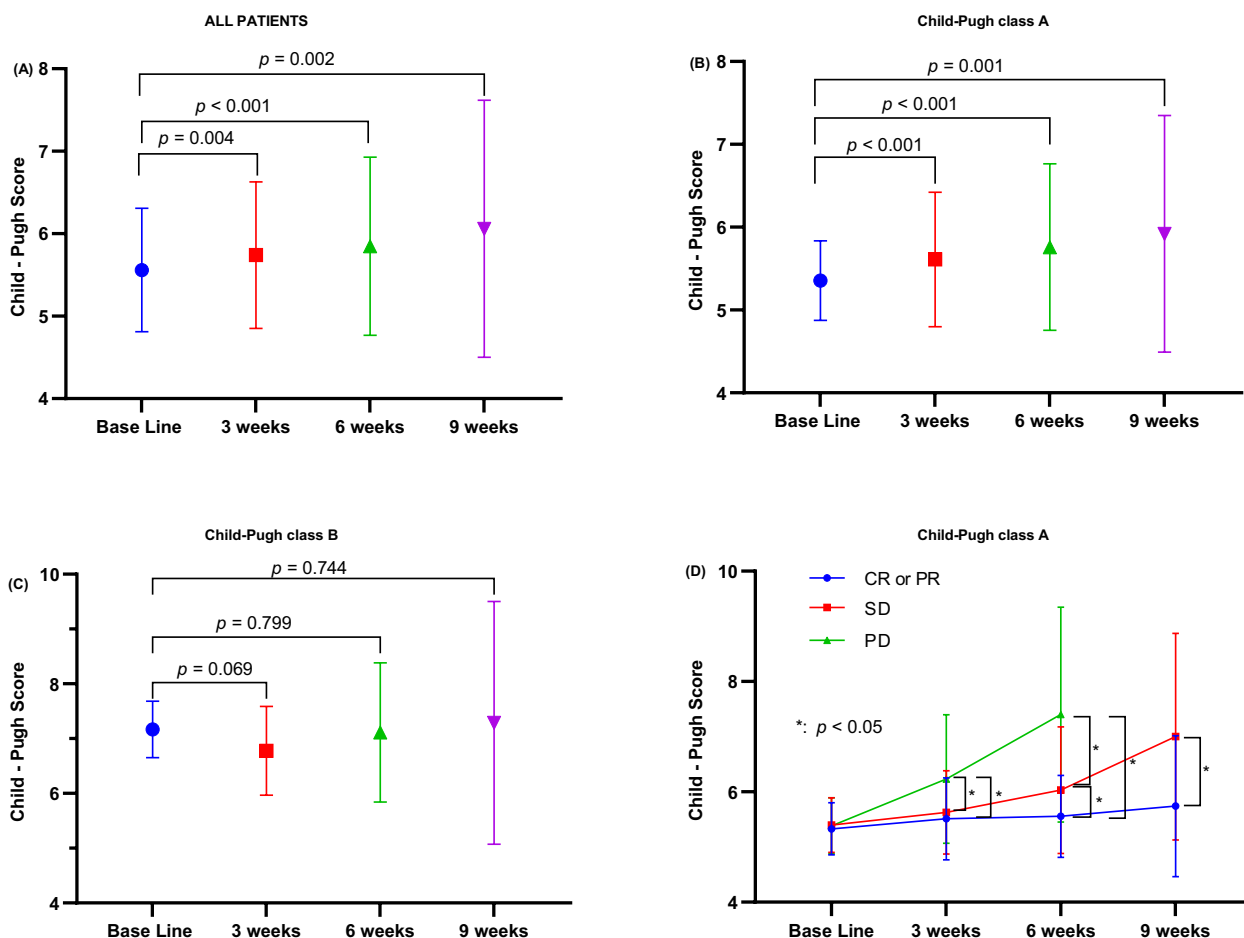 ALL PATIENTS
(A)
8
7
6
5
4
Child - Pugh Score
p = 0.002
p < 0.001
p = 0.004
Base Line 3 weeks 6 weeks 9 weeks
Child-Pugh class A
(B)
8
7
6
5
4
Child - Pugh Score
p = 0.001
p < 0.001
p < 0.001
Base Line 3 weeks 6 weeks 9 weeks
Child-Pugh class B
(C)
10
8
6
4
Child - Pugh Score
p = 0.744
p = 0.799
p = 0.069
Base Line 3 weeks 6 weeks 9 weeks
Child-Pugh class A
(D)
10
8
6
4
Child - Pugh Score
CR or PR
SD
PD
*: p < 0.05
* * * * * *
Base Line 3 weeks 6 weeks 9 weeks